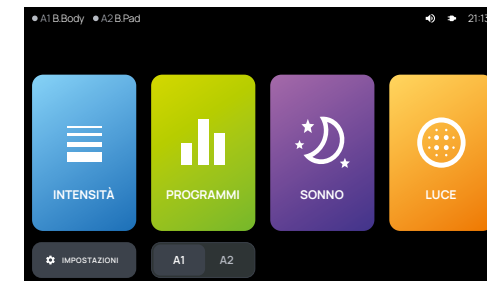 A1 B.Body A2 B.Pad 21:13
INTENSITÀ PROGRAMMI SONNO LUCE
IMPOSTAZIONI A1 A2